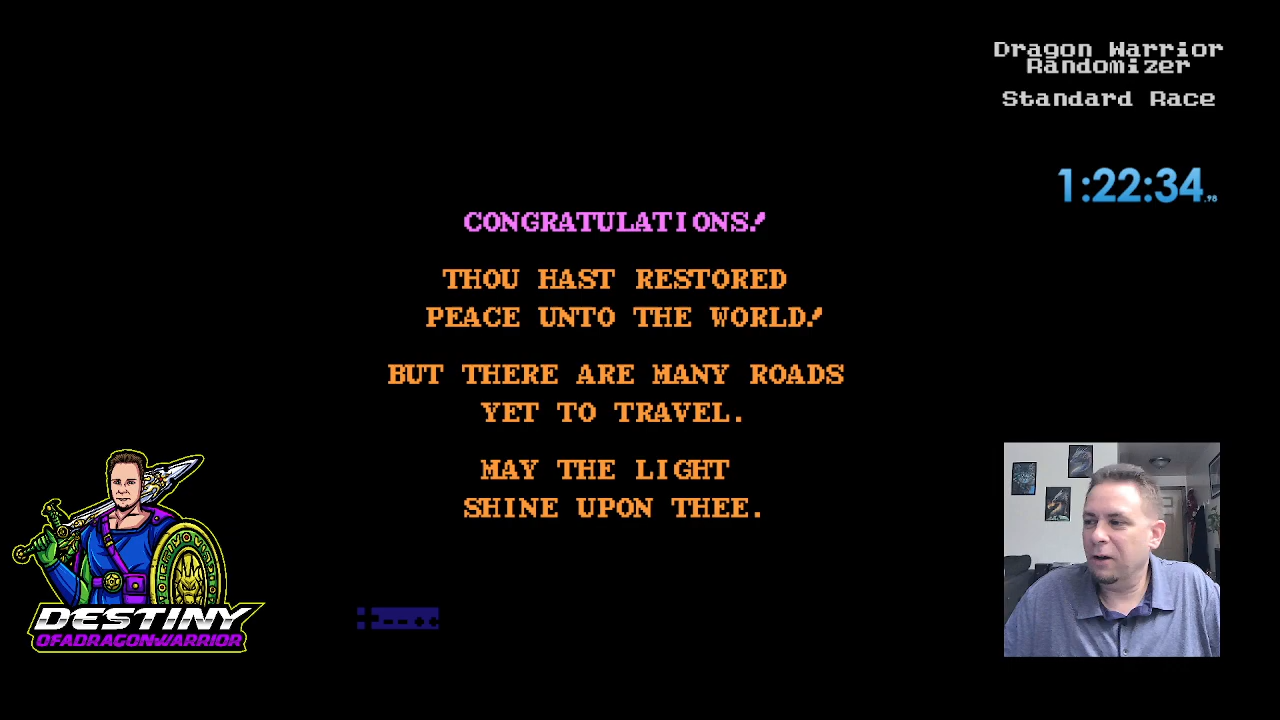 Dragon Warrior
Randomizer
Standard Race
1:22:34.98
CONGRATULATIONS!
THOU HAST RESTORED
PEACE UNTO THE WORLD!
BUT THERE ARE MANY ROADS
YET TO TRAVEL.
MAY THE LIGHT
SHINE UPON THEE.
DESTINY
OFADRAGONWARRIOR